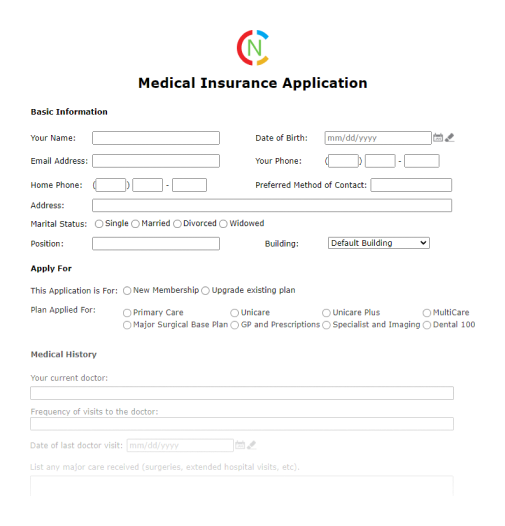 N
Medical Insurance Application
Basic Information
Your Name: Date of Birth: mm/dd/yyyy
Email Address: Your Phone: ( ) -
Home Phone: ( ) - Preferred Method of Contact:
Address:
Marital Status: Single Married Divorced Widowed
Position: Building: Default Building
Apply For
This Application is For: New Membership Upgrade existing plan
Plan Applied For: Primary Care Unicare Unicare Plus MultiCare
Major Surgical Base Plan GP and Prescriptions Specialist and Imaging Dental 100
Medical History
Your current doctor:
Frequency of visits to the doctor:
Date of last doctor visit: mm/dd/yyyy
List any major care received (surgeries, extended hospital visits, etc).